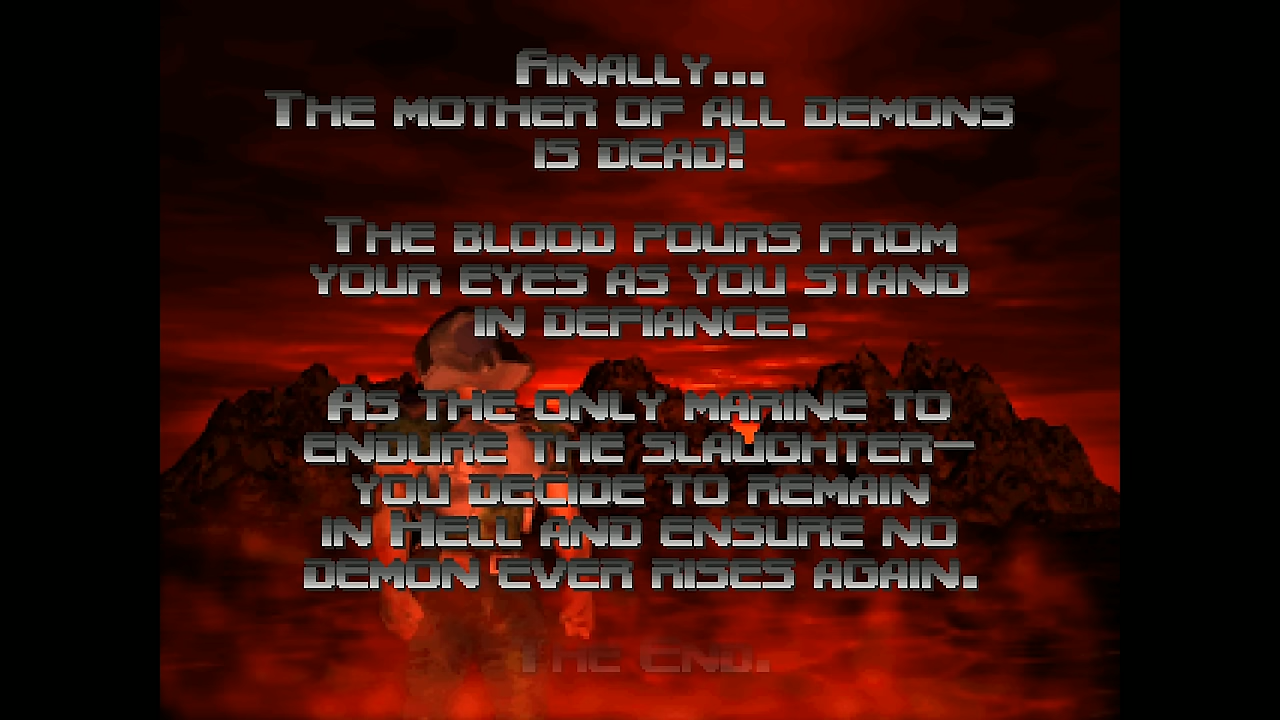 Finally...
The mother of all demons
is dead!
The blood pours from
your eyes as you stand
in defiance.
As the only marine to
endure the slaughter—
you decide to remain
in Hell and ensure no
demon ever rises again.
The End.